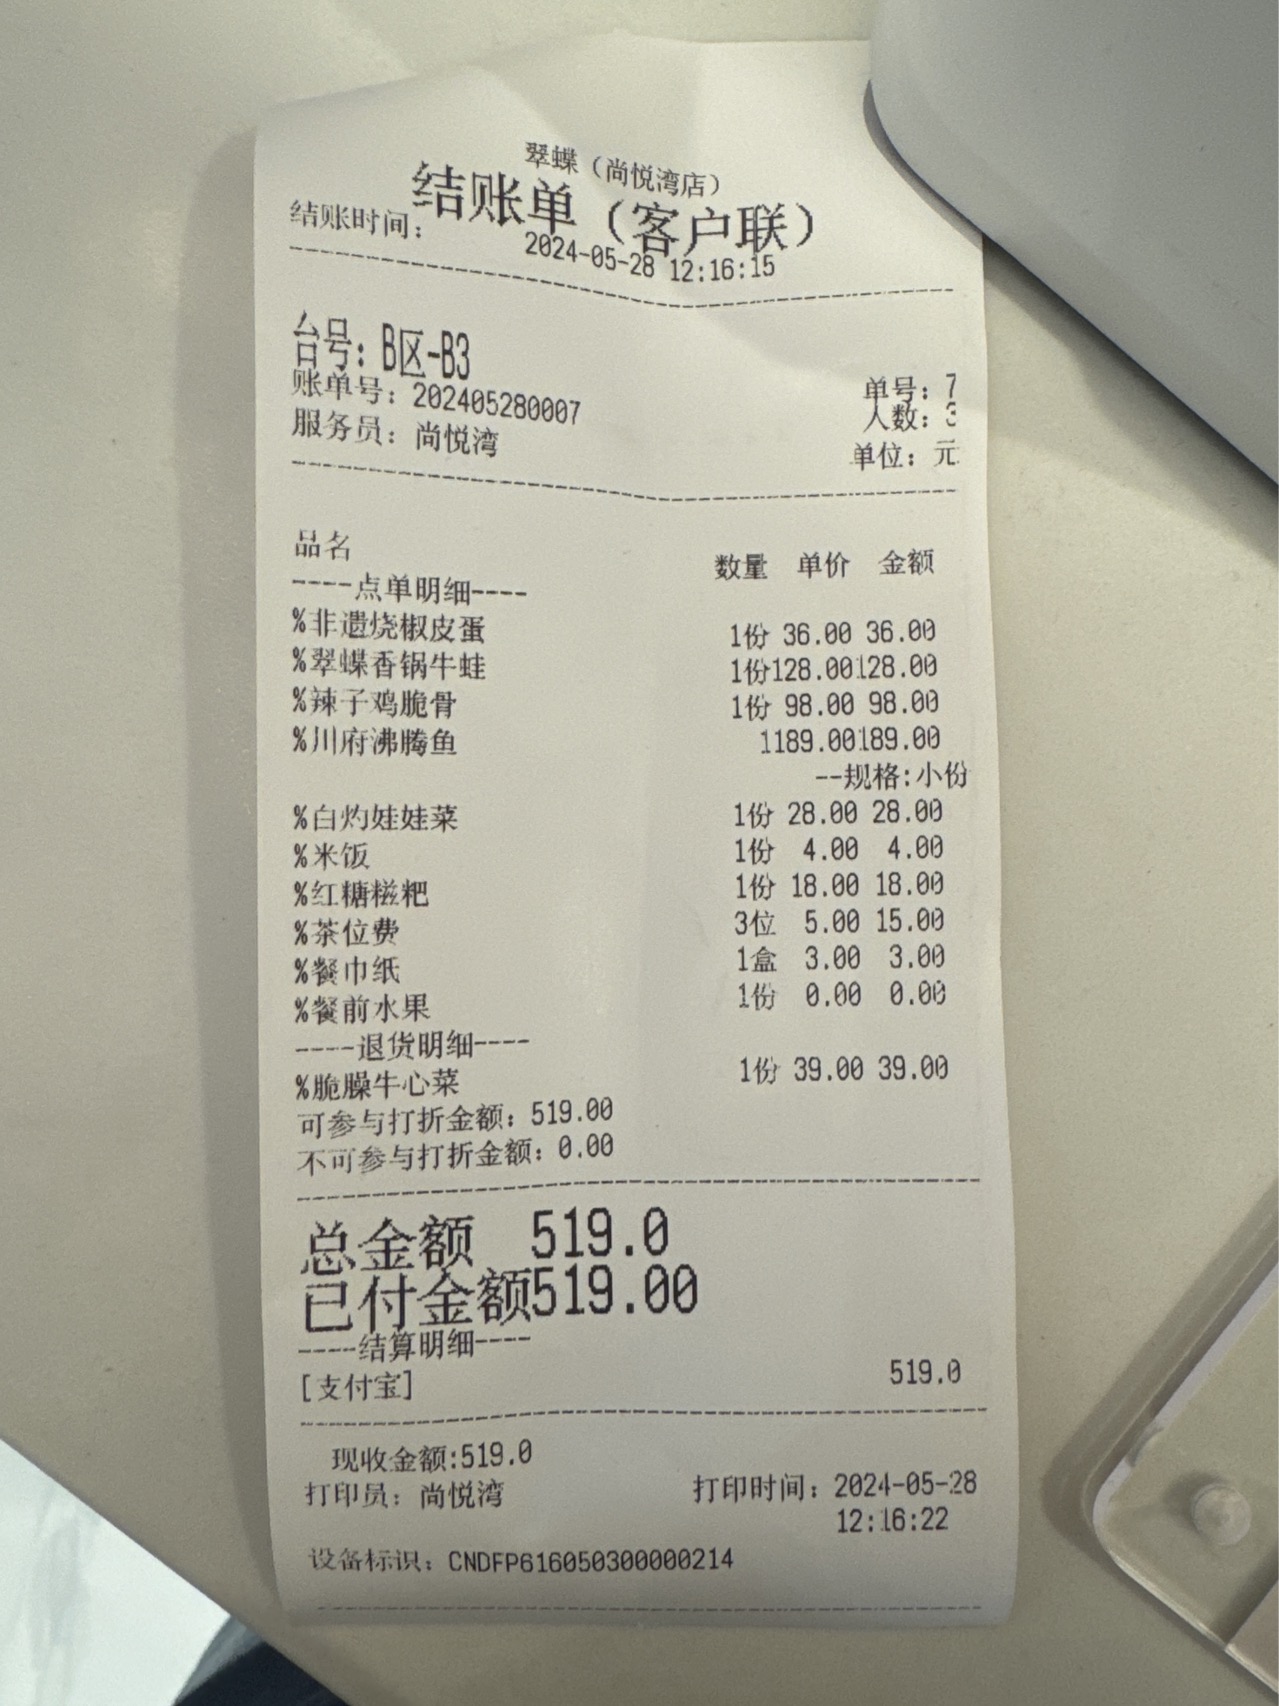 翠蝶（尚悦湾店）
结账单（客户联）
结账时间： 2024-05-28 12:16:15
台号：B区-B3
账单号：202405280007 单号：7
服务员：尚悦湾 人数：3
单位：元
品名 数量 单价 金额
----点单明细----
%非遗烧椒皮蛋 1份 36.00 36.00
%翠蝶香锅牛蛙 1份128.00128.00
%辣子鸡脆骨 1份 98.00 98.00
%川府沸腾鱼 1189.00189.00
--规格:小份
%白灼娃娃菜 1份 28.00 28.00
%米饭 1份 4.00 4.00
%红糖糍粑 1份 18.00 18.00
%茶位费 3位 5.00 15.00
%餐巾纸 1盒 3.00 3.00
%餐前水果 1份 0.00 0.00
----退货明细----
%脆臊牛心菜 1份 39.00 39.00
可参与打折金额：519.00
不可参与打折金额：0.00
总金额 519.0
已付金额519.00
----结算明细----
[支付宝] 519.0
现收金额:519.0
打印员：尚悦湾 打印时间：2024-05-28
12:16:22
设备标识：CNDFP616050300000214